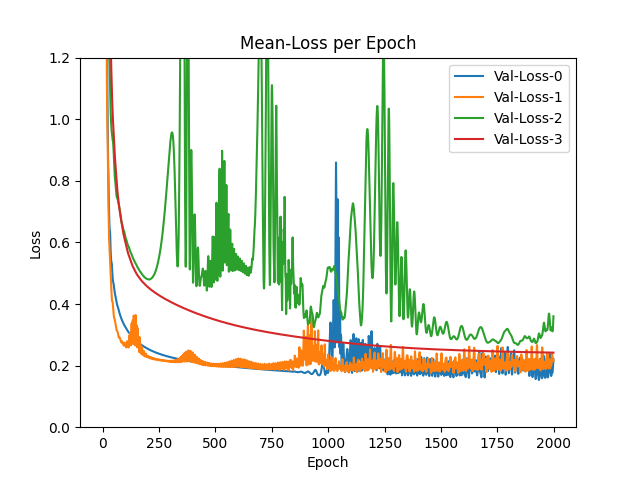 Mean-Loss per Epoch
Val-Loss-0
Val-Loss-1
Val-Loss-2
Val-Loss-3
1.2
1.0
0.8
0.6
0.4
0.2
0.0
Loss
0 250 500 750 1000 1250 1500 1750 2000
Epoch